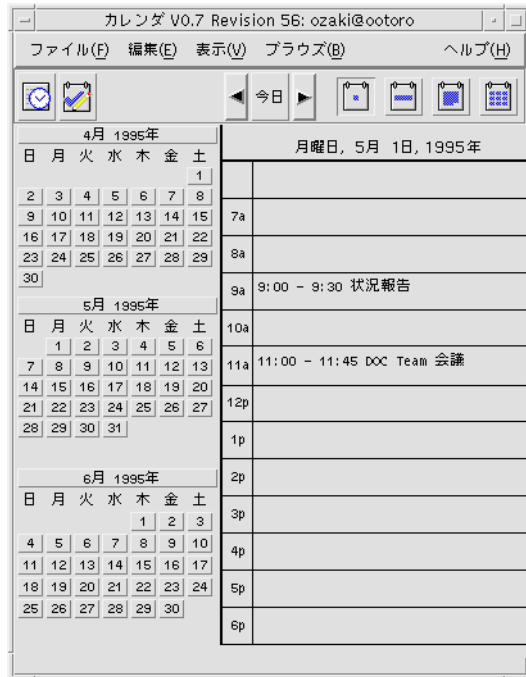 カレンダ V0.7 Revision 56: ozaki@ootoro
ファイル(F) 編集(E) 表示(V) ブラウズ(B) ヘルプ(H)
今日
4月 1995年
日 月 火 水 木 金 土
1
2 3 4 5 6 7 8
9 10 11 12 13 14 15
16 17 18 19 20 21 22
23 24 25 26 27 28 29
30
5月 1995年
日 月 火 水 木 金 土
1 2 3 4 5 6
7 8 9 10 11 12 13
14 15 16 17 18 19 20
21 22 23 24 25 26 27
28 29 30 31
6月 1995年
日 月 火 水 木 金 土
1 2 3
4 5 6 7 8 9 10
11 12 13 14 15 16 17
18 19 20 21 22 23 24
25 26 27 28 29 30
月曜日, 5月 1日, 1995年
7a
8a
9a 9:00 - 9:30 状況報告
10a
11a 11:00 - 11:45 DOC Team 会議
12p
1p
2p
3p
4p
5p
6p